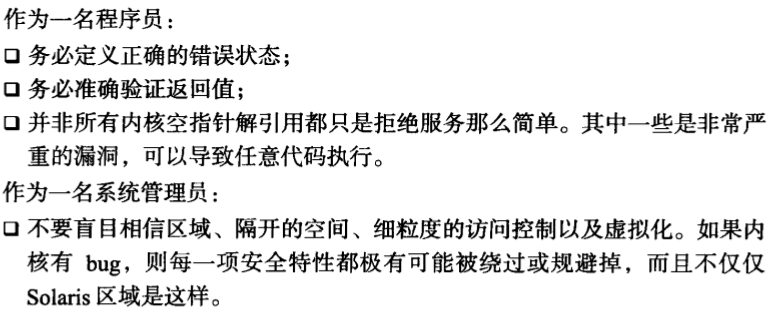 作为一名程序员：
❑ 务必定义正确的错误状态；
❑ 务必准确验证返回值；
❑ 并非所有内核空指针解引用都只是拒绝服务那么简单。其中一些是非常严
重的漏洞，可以导致任意代码执行。
作为一名系统管理员：
❑ 不要盲目相信区域、隔开的空间、细粒度的访问控制以及虚拟化。如果内
核有 bug，则每一项安全特性都极有可能被绕过或规避掉，而且不仅仅
Solaris 区域是这样。